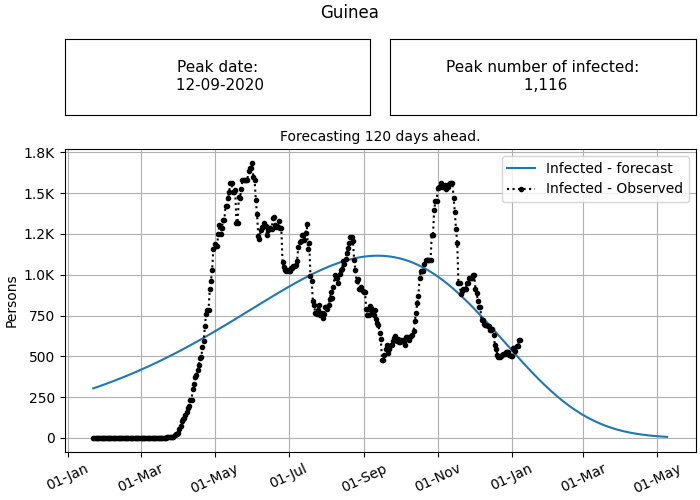 Guinea
Peak date:
12-09-2020
Peak number of infected:
1,116
Forecasting 120 days ahead.
Infected - forecast
Infected - Observed
1.8K
1.5K
1.2K
1.0K
750
500
250
0
Persons
01-Jan
01-Mar
01-May
01-Jul
01-Sep
01-Nov
01-Jan
01-Mar
01-May